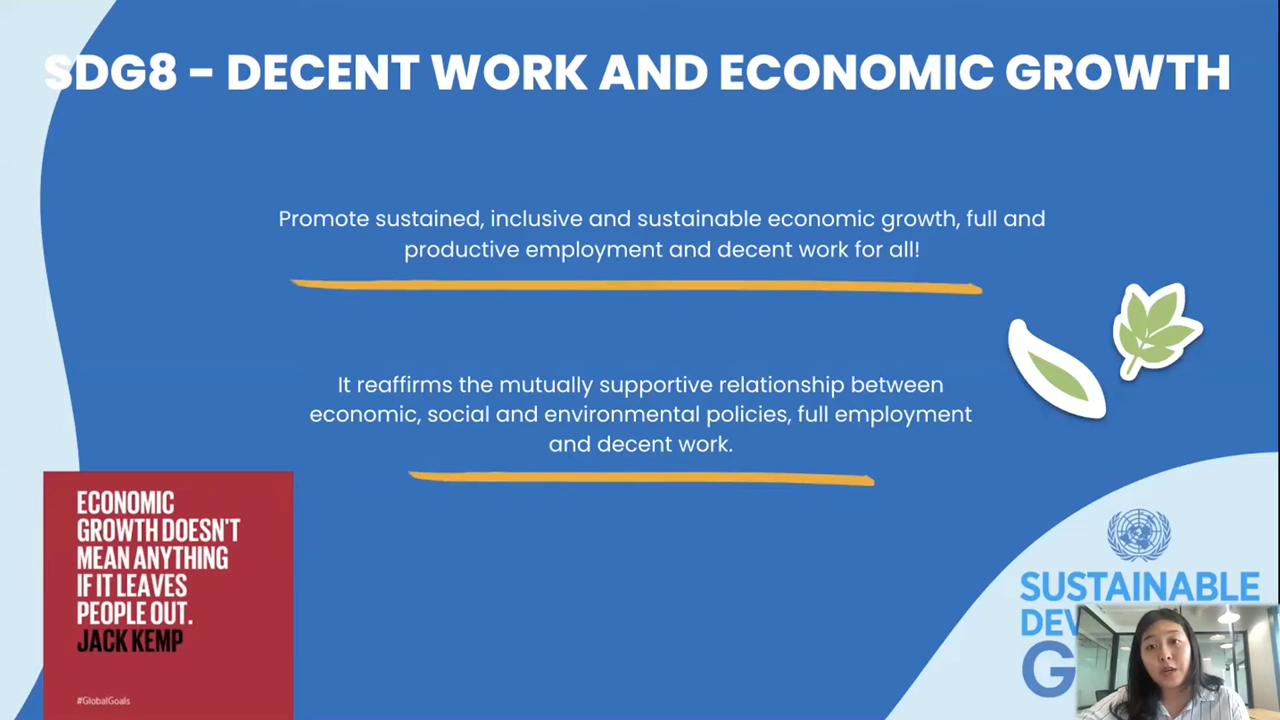 SDG8 - DECENT WORK AND ECONOMIC GROWTH
Promote sustained, inclusive and sustainable economic growth, full and
productive employment and decent work for all!
It reaffirms the mutually supportive relationship between
economic, social and environmental policies, full employment
and decent work.
ECONOMIC
GROWTH DOESN'T
MEAN ANYTHING
IF IT LEAVES
PEOPLE OUT.
JACK KEMP
#GlobalGoals
SUSTAINABLE
DEV
G